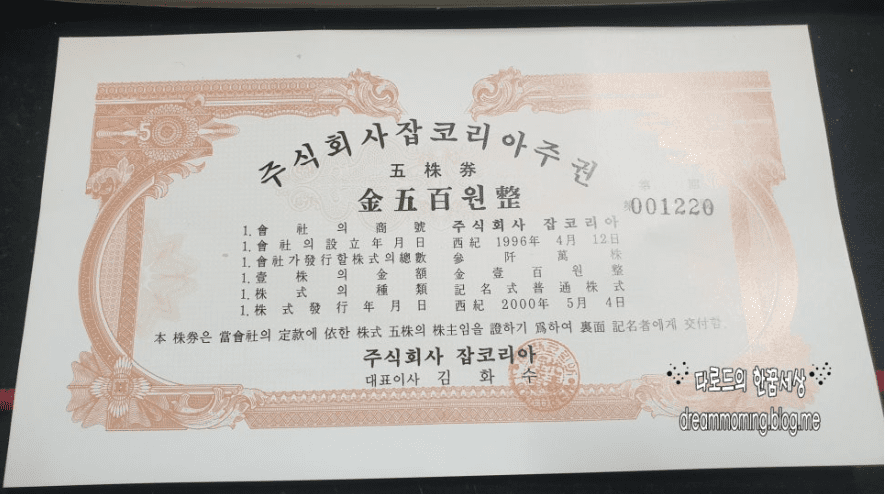 주식회사잡코리아주권
五株券
金五百원整
001220
5
1. 會社의 商號 주식회사 잡코리아
1. 會社의 設立年月日 西紀 1996年 4月 12日
1. 會社가 發行할 株式의 總數 參阡萬株
1. 壹株의 金額 金壹百원整
1. 株式의 種類 記名式普通株式
1. 株式發行年月日 西紀 2000年 5月 4日
本 株券은 當會社의 定款에 依한 株式 五株의 株主임을 證하기 爲하여 裏面 記名者에게 交付함.
주식회사 잡코리아
대표이사 김화수
다로드의 한꿈세상
dreammorning.blog.me